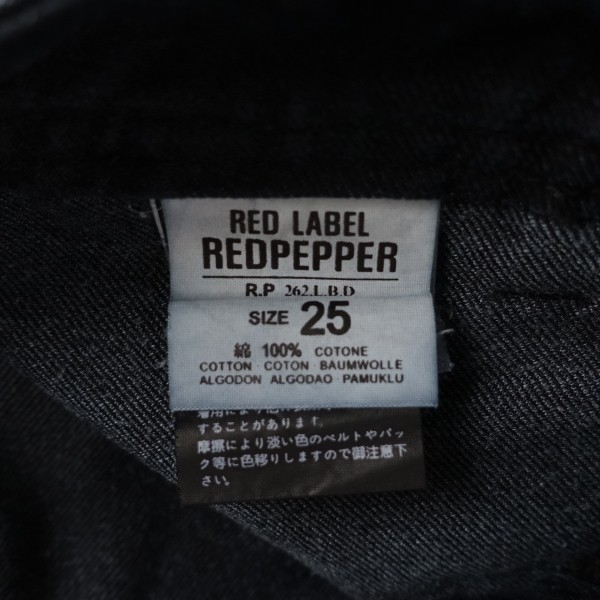 RED LABEL
REDPEPPER
R.P 262.L.B.D
SIZE 25
綿 100% COTONE
COTTON · COTON · BAUMWOLLE
ALGODON ALGODAO PAMUKLU
することがあります。
摩擦により淡い色のベルトやバッ
ク等に色移りしますので御注意下
さい。